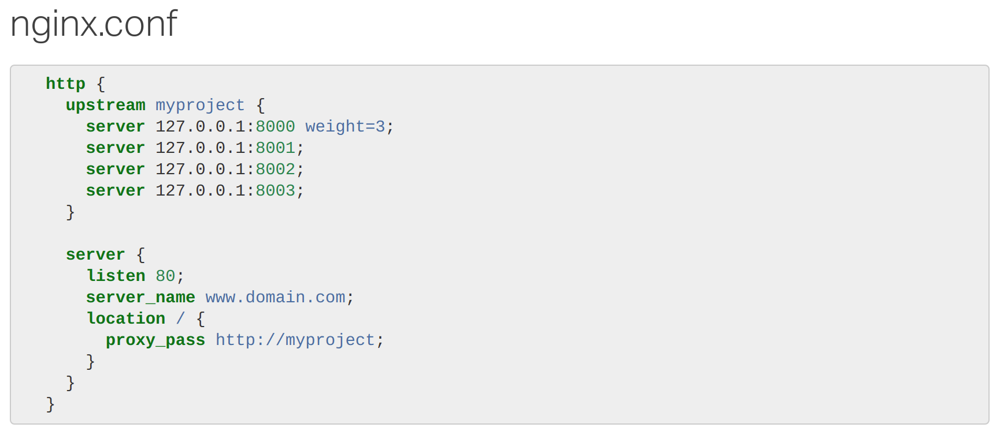 nginx.conf
http {
upstream myproject {
server 127.0.0.1:8000 weight=3;
server 127.0.0.1:8001;
server 127.0.0.1:8002;
server 127.0.0.1:8003;
}
server {
listen 80;
server_name www.domain.com;
location / {
proxy_pass http://myproject;
}
}
}